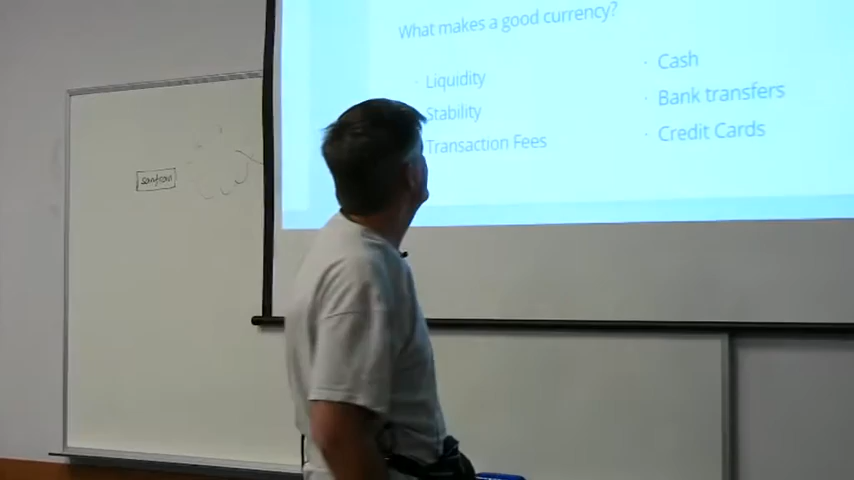 What makes a good currency?
· Liquidity
Stability
Transaction Fees
· Cash
· Bank transfers
· Credit Cards